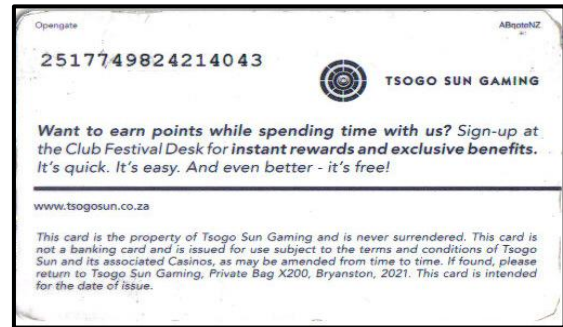 Opengate
ABnoteNZ
2517749824214043
TSOGO SUN GAMING
Want to earn points while spending time with us? Sign-up at
the Club Festival Desk for instant rewards and exclusive benefits.
It's quick. It's easy. And even better - it's free!
www.tsogosun.co.za
This card is the property of Tsogo Sun Gaming and is never surrendered. This card is
not a banking card and is issued for use subject to the terms and conditions of Tsogo
Sun and its associated Casinos, as may be amended from time to time. If found, please
return to Tsogo Sun Gaming, Private Bag X200, Bryanston, 2021. This card is intended
for the date of issue.